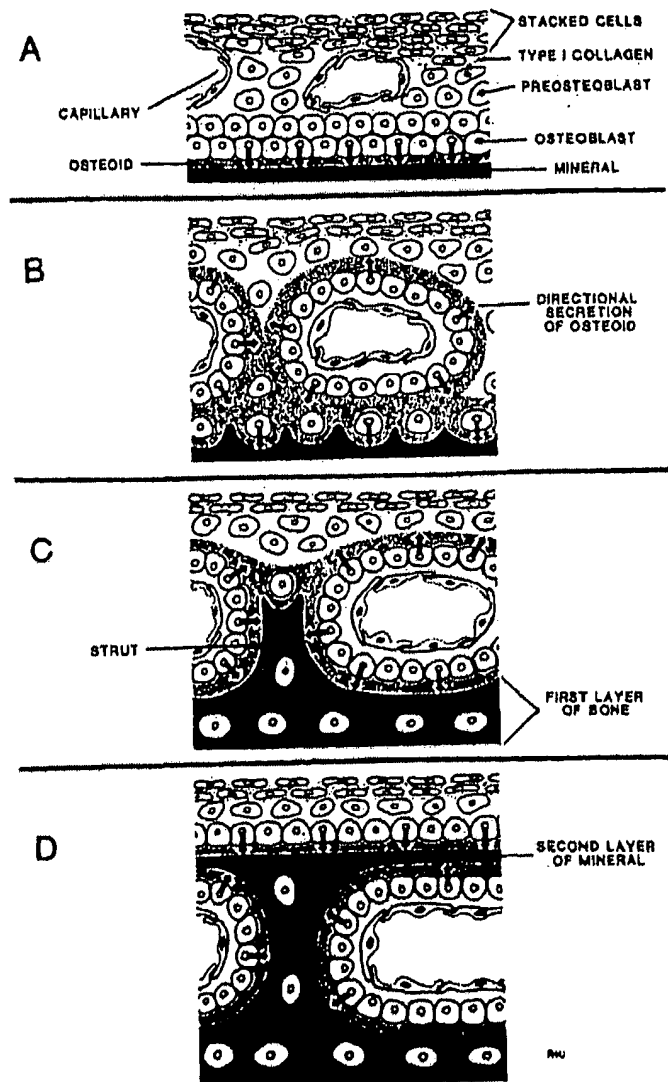 A
STACKED CELLS
TYPE I COLLAGEN
PREOSTEOBLAST
CAPILLARY
OSTEOBLAST
OSTEOID
MINERAL
B
DIRECTIONAL
SECRETION
OF OSTEOID
C
STRUT
FIRST LAYER
OF BONE
D
SECOND LAYER
OF MINERAL